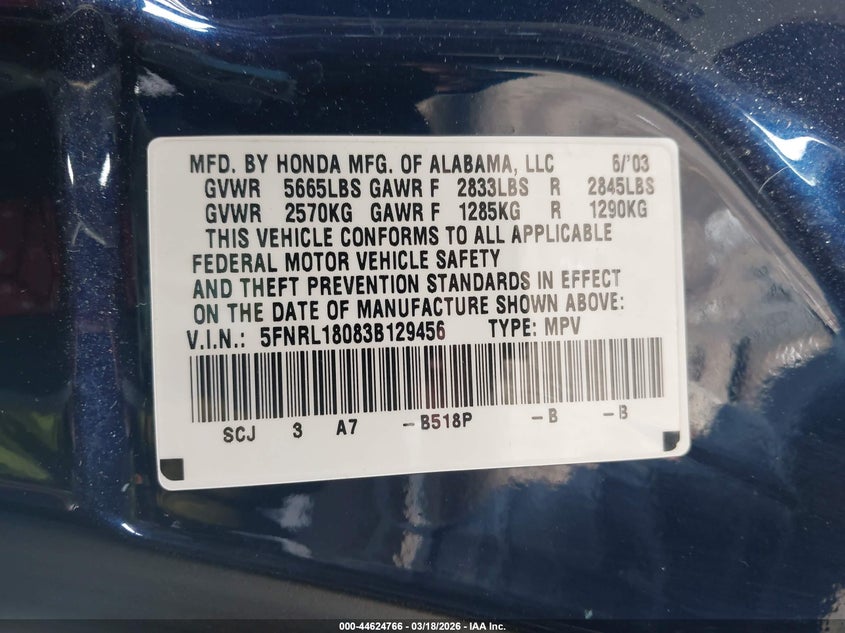 MFD. BY HONDA MFG. OF ALABAMA, LLC 6/'03
GVWR 5665LBS GAWR F 2833LBS R 2845LBS
GVWR 2570KG GAWR F 1285KG R 1290KG
THIS VEHICLE CONFORMS TO ALL APPLICABLE
FEDERAL MOTOR VEHICLE SAFETY
AND THEFT PREVENTION STANDARDS IN EFFECT
ON THE DATE OF MANUFACTURE SHOWN ABOVE:
V.I.N.: 5FNRL18083B129456 TYPE: MPV
SCJ 3 A7 -B518P -B -B
000-44624766 - 03/18/2026 - IAA Inc.